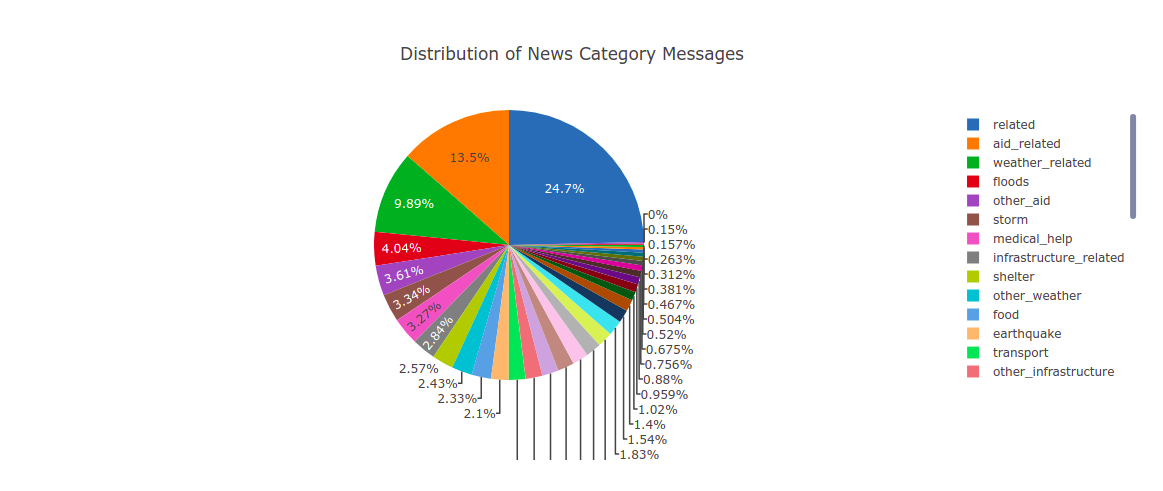 Distribution of News Category Messages
24.7%
13.5%
9.89%
4.04%
3.61%
3.34%
3.27%
2.84%
2.57%
2.43%
2.33%
2.1%
0%
0.15%
0.157%
0.263%
0.312%
0.381%
0.467%
0.504%
0.52%
0.675%
0.756%
0.88%
0.959%
1.02%
1.4%
1.54%
1.83%
related
aid_related
weather_related
floods
other_aid
storm
medical_help
infrastructure_related
shelter
other_weather
food
earthquake
transport
other_infrastructure